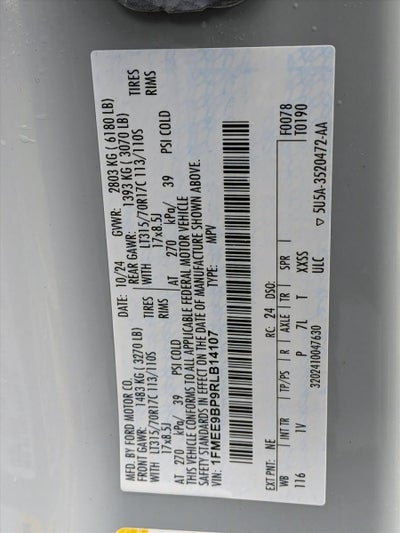 MFD. BY FORD MOTOR CO.
DATE: 10/24 GVWR: 2803 KG ( 6180 LB)
FRONT GAWR: 1483 KG ( 3270 LB) REAR GAWR: 1393 KG ( 3070 LB)
WITH LT315/70R17C 113/110S TIRES WITH LT315/70R17C 113/110S TIRES
17x8.5J RIMS 17x8.5J RIMS
AT 270 kPa/ 39 PSI COLD AT 270 kPa/ 39 PSI COLD
THIS VEHICLE CONFORMS TO ALL APPLICABLE FEDERAL MOTOR VEHICLE
SAFETY STANDARDS IN EFFECT ON THE DATE OF MANUFACTURE SHOWN ABOVE.
VIN: 1FMEE9BP9RLB14107 TYPE: MPV
F0078
T0190
EXT PNT: NE RC: 24 DSO:
WB INT TR TP/PS R AXLE TR SPR
116 1V P 7L T XXSS
3202410047630 ULC ▽ 5U5A-3520472-AA